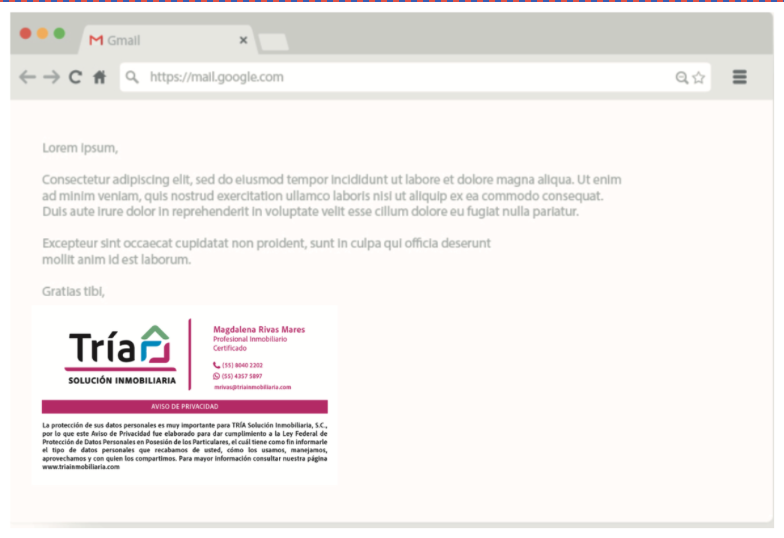 Gmail
https://mail.google.com
Lorem Ipsum,
Consectetur adipiscing elit, sed do eiusmod tempor incididunt ut labore et dolore magna aliqua. Ut enim
ad minim veniam, quis nostrud exercitation ullamco laboris nisi ut aliquip ex ea commodo consequat.
Duis aute irure dolor in reprehenderit in voluptate velit esse cillum dolore eu fugiat nulla pariatur.
Excepteur sint occaecat cupidatat non proident, sunt in culpa qui officia deserunt
mollit anim id est laborum.
Gratias tibi,
Tría
SOLUCIÓN INMOBILIARIA
Magdalena Rivas Mares
Profesional Inmobiliario
Certificado
(55) 8040 2202
(55) 4357 5897
mrivas@triainmobiliaria.com
AVISO DE PRIVACIDAD
La protección de sus datos personales es muy importante para TRÍA Solución Inmobiliaria, S.C.,
por lo que este Aviso de Privacidad fue elaborado para dar cumplimiento a la Ley Federal de
Protección de Datos Personales en Posesión de los Particulares, el cuál tiene como fin informarle
el tipo de datos personales que recabamos de usted, cómo los usamos, manejamos,
aprovechamos y con quien los compartimos. Para mayor información consultar nuestra página
www.triainmobiliaria.com